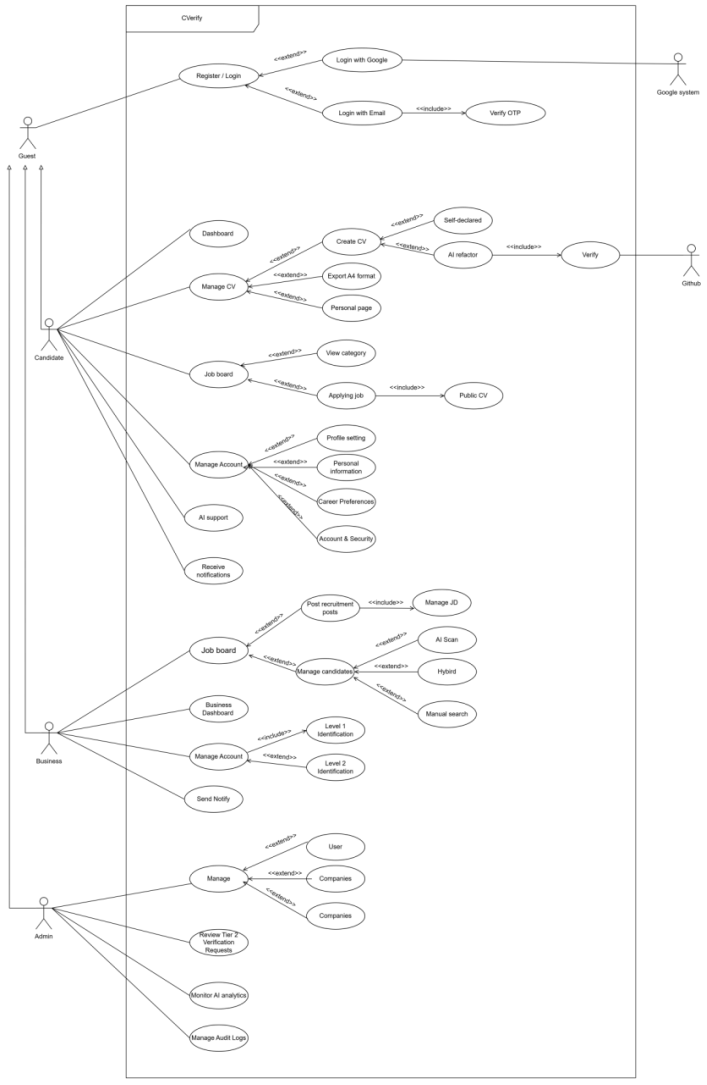 CVerify
<<extend>>
Login with Google
Google system
Register / Login
<<extend>>
Login with Email
<<include>>
Verify OTP
Guest
Dashboard
<<extend>>
Self-declared
Create CV
<<extend>>
AI refactor
<<include>>
Verify
Github
<<extend>>
Manage CV
<<extend>>
Export A4 format
<<extend>>
Personal page
Candidate
<<extend>>
View category
Job board
<<extend>>
Applying job
<<include>>
Public CV
<<extend>>
Profile setting
Manage Account
<<extend>>
Personal
information
<<extend>>
Career Preferences
<<extend>>
Account & Security
AI support
Receive
notifications
Post recruitment
posts
<<include>>
Manage JD
<<extend>>
Job board
<<extend>>
Manage candidates
<<extend>>
AI Scan
<<extend>>
Hybird
<<extend>>
Manual search
Business
Dashboard
Business
Manage Account
<<include>>
Level 1
Identification
<<extend>>
Level 2
Identification
Send Notify
<<extend>>
User
Manage
<<extend>>
Companies
<<extend>>
Companies
Admin
Review Tier 2
Verification
Requests
Monitor AI analytics
Manage Audit Logs